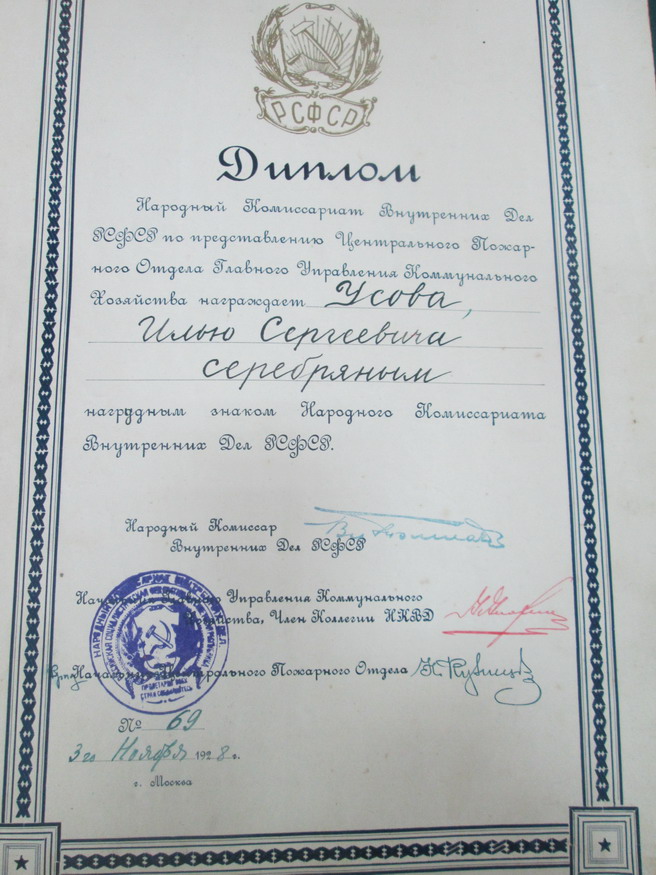 РСФСР
Диплом
Народный Комиссариат Внутренних Дел
РСФСР по представлению Центрального Пожар-
ного Отдела Главного Управления Коммунального
Хозяйства награждает Усова,
Илью Сергеевича
серебряным
нагрудным знаком Народного Комиссариата
Внутренних Дел РСФСР.
Народный Комиссар
Внутренних Дел РСФСР
Управления Коммунального
Хозяйства, Член Коллегии НКВД
Начальник Центрального Пожарного Отдела
№ 69
3го Ноября 1928 г.
г. Москва